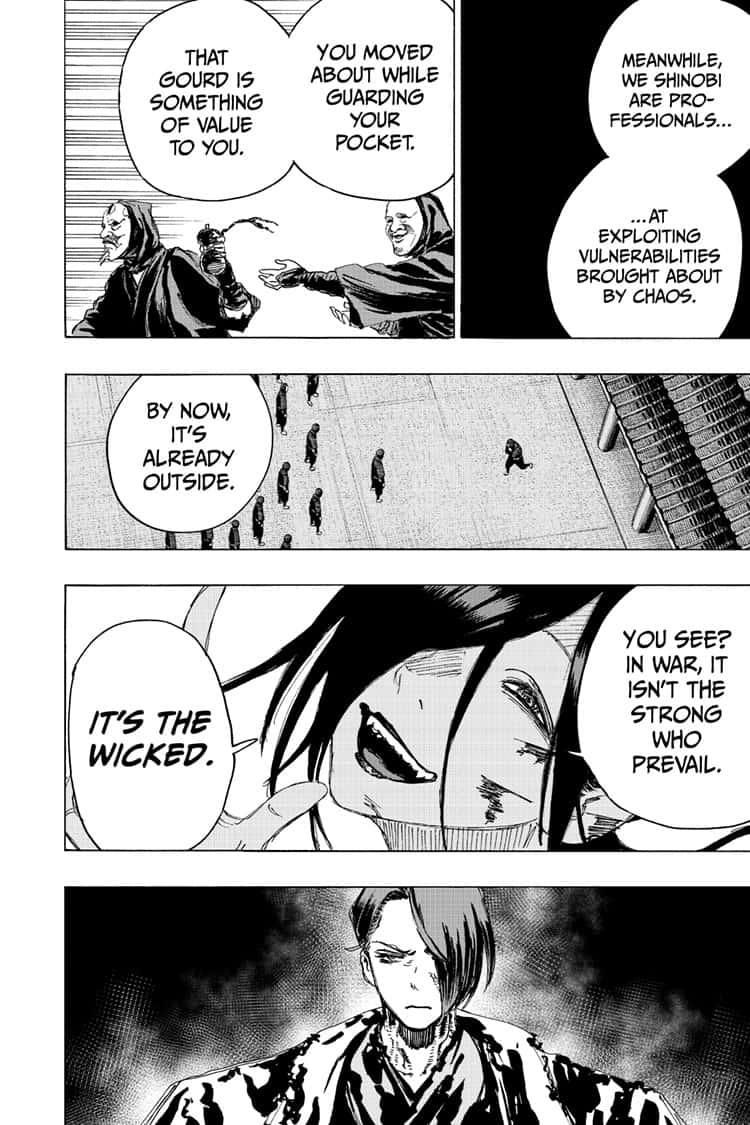 MEANWHILE,
WE SHINOBI
ARE PRO-
FESSIONALS...
...AT
EXPLOITING
VULNERABILITIES
BROUGHT ABOUT
BY CHAOS.
YOU MOVED
ABOUT WHILE
GUARDING
YOUR
POCKET.
THAT
GOURD IS
SOMETHING
OF VALUE
TO YOU.
BY NOW,
IT'S
ALREADY
OUTSIDE.
YOU SEE?
IN WAR, IT
ISN'T THE
STRONG
WHO
PREVAIL.
IT'S THE
WICKED.